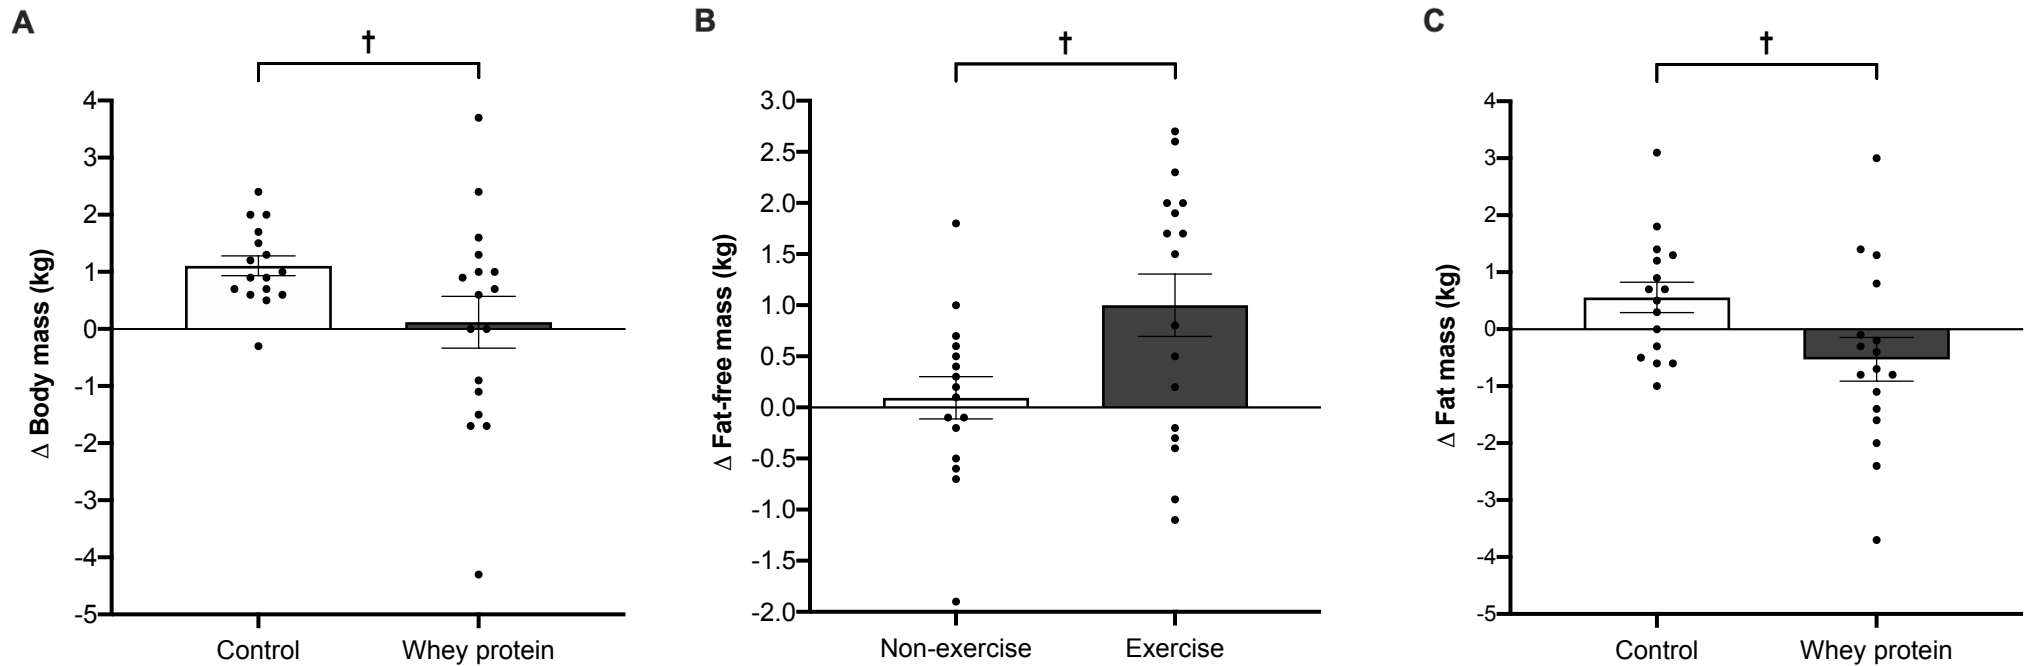 A
†
Δ Body mass (kg)
4
3
2
1
0
-1
-2
-3
-4
-5
Control
Whey protein
B
†
Δ Fat-free mass (kg)
3.0
2.5
2.0
1.5
1.0
0.5
0.0
-0.5
-1.0
-1.5
-2.0
Non-exercise
Exercise
C
†
Δ Fat mass (kg)
4
3
2
1
0
-1
-2
-3
-4
-5
Control
Whey protein